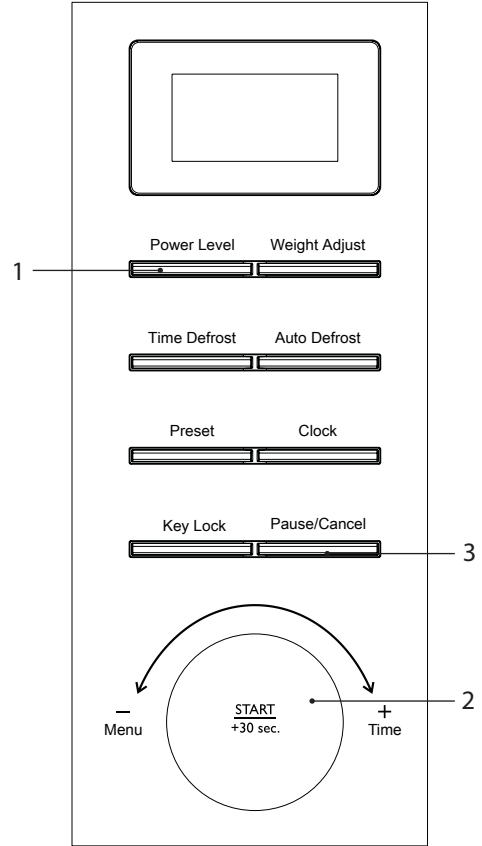 Power Level Weight Adjust
1
Time Defrost Auto Defrost
Preset Clock
Key Lock Pause/Cancel
3
START
+30 sec.
2
−
Menu
+
Time